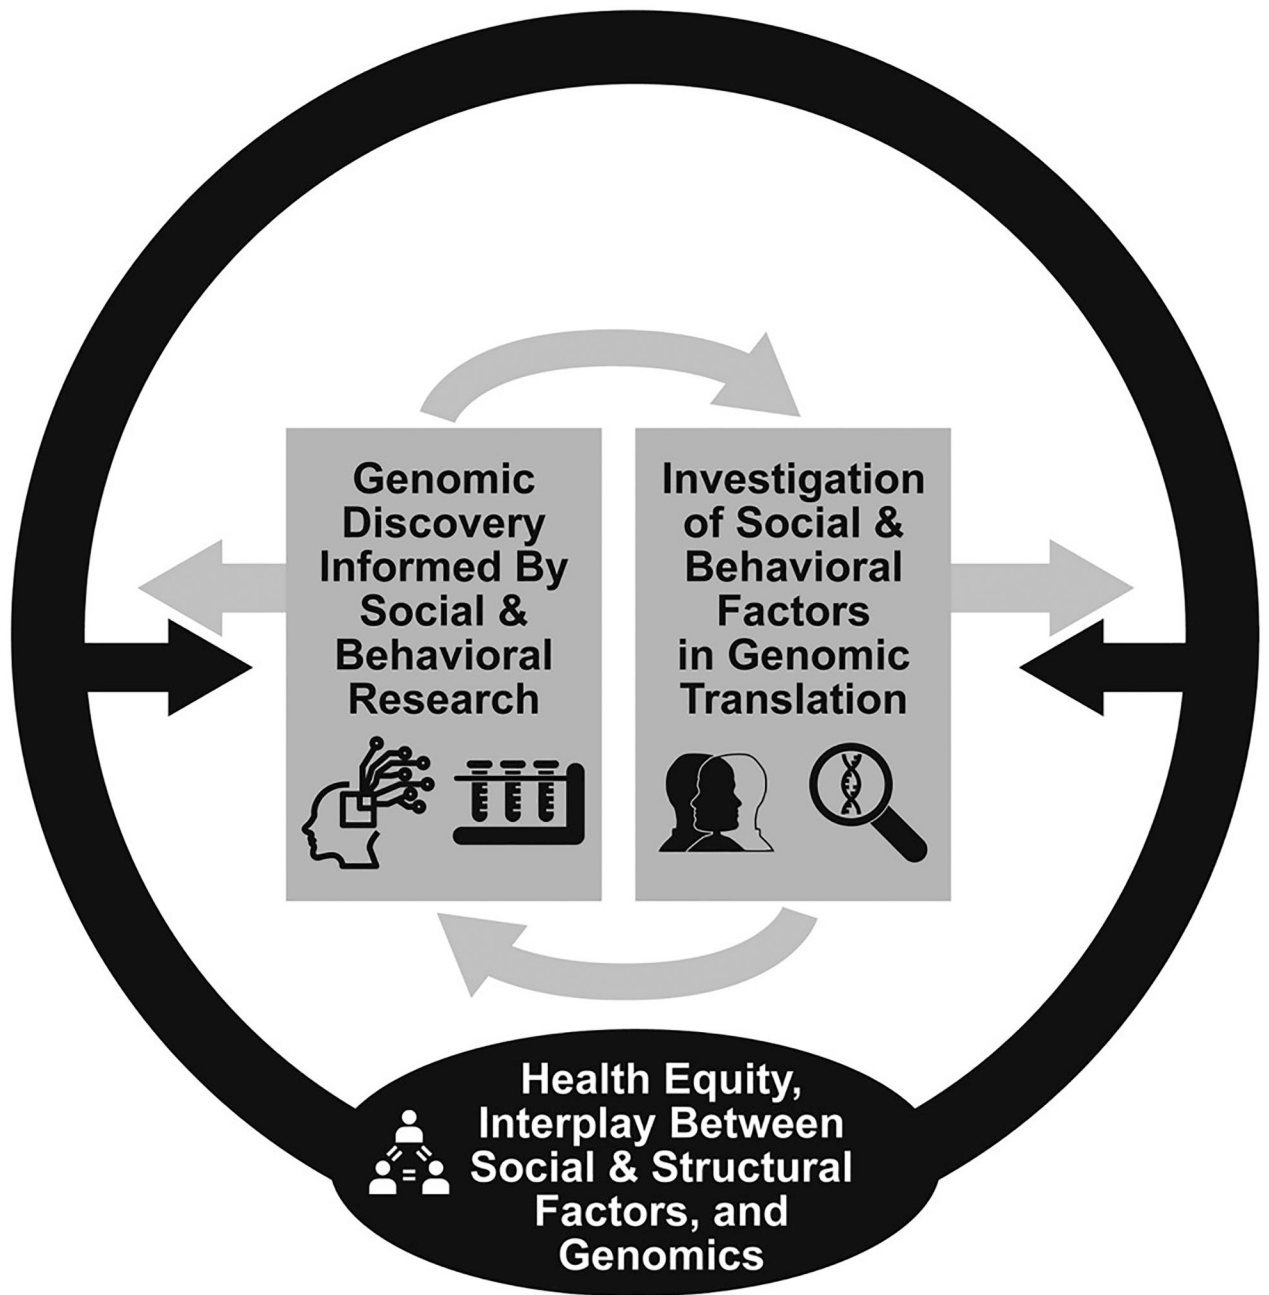 Genomic
Discovery
Informed By
Social &
Behavioral
Research
Investigation
of Social &
Behavioral
Factors
in Genomic
Translation
Health Equity,
Interplay Between
Social & Structural
Factors, and
Genomics